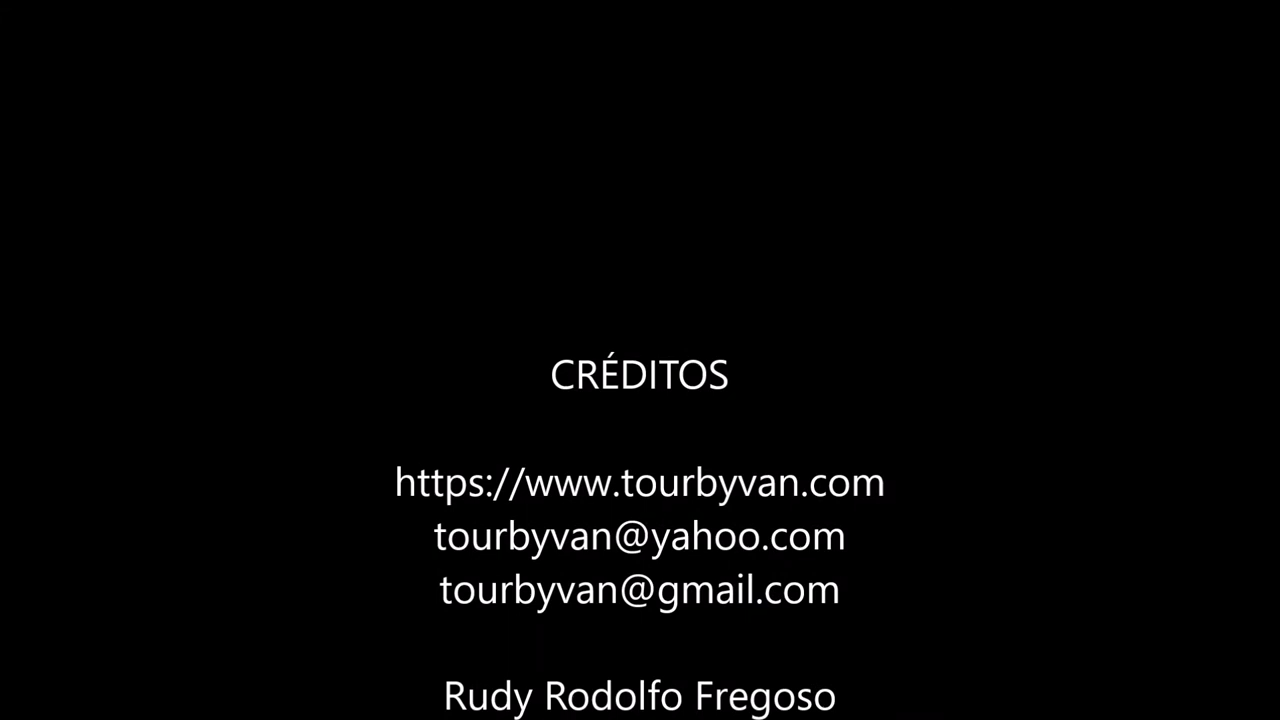 CRÉDITOS
https://www.tourbyvan.com
tourbyvan@yahoo.com
tourbyvan@gmail.com
Rudy Rodolfo Fregoso